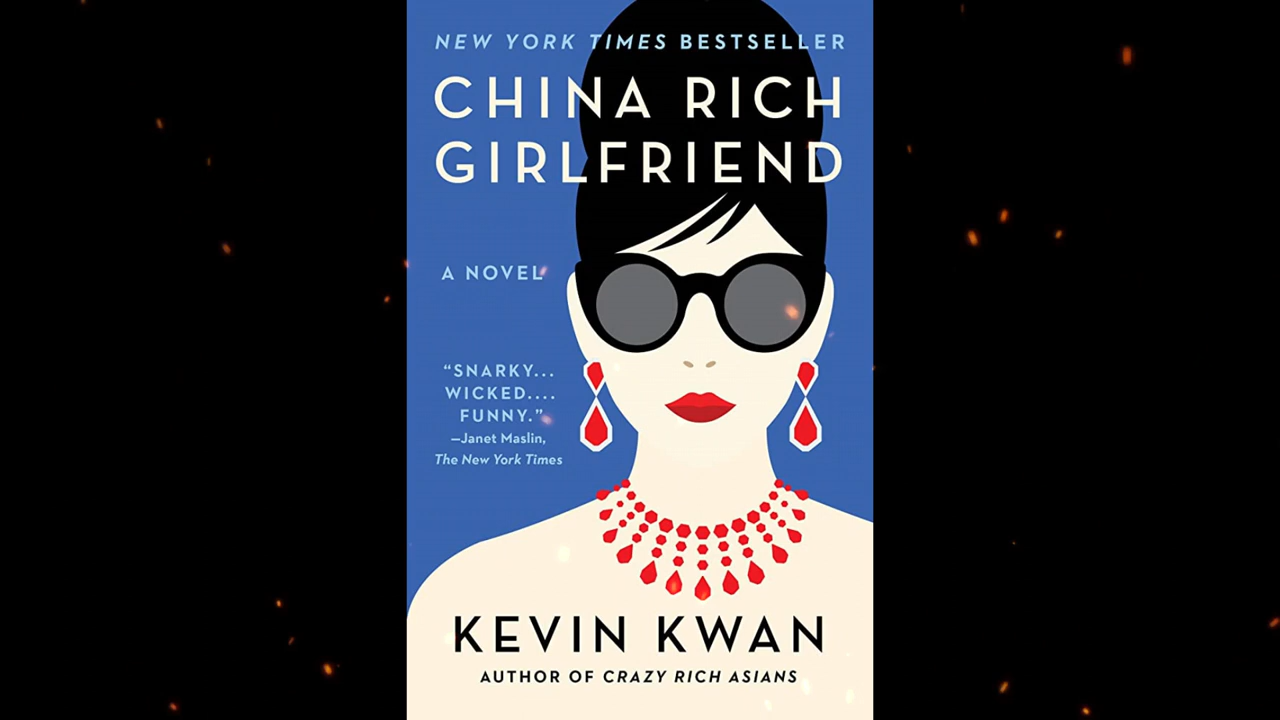 NEW YORK TIMES BESTSELLER
CHINA RICH
GIRLFRIEND
A NOVEL
“SNARKY...
WICKED....
FUNNY.”
—Janet Maslin,
The New York Times
KEVIN KWAN
AUTHOR OF CRAZY RICH ASIANS